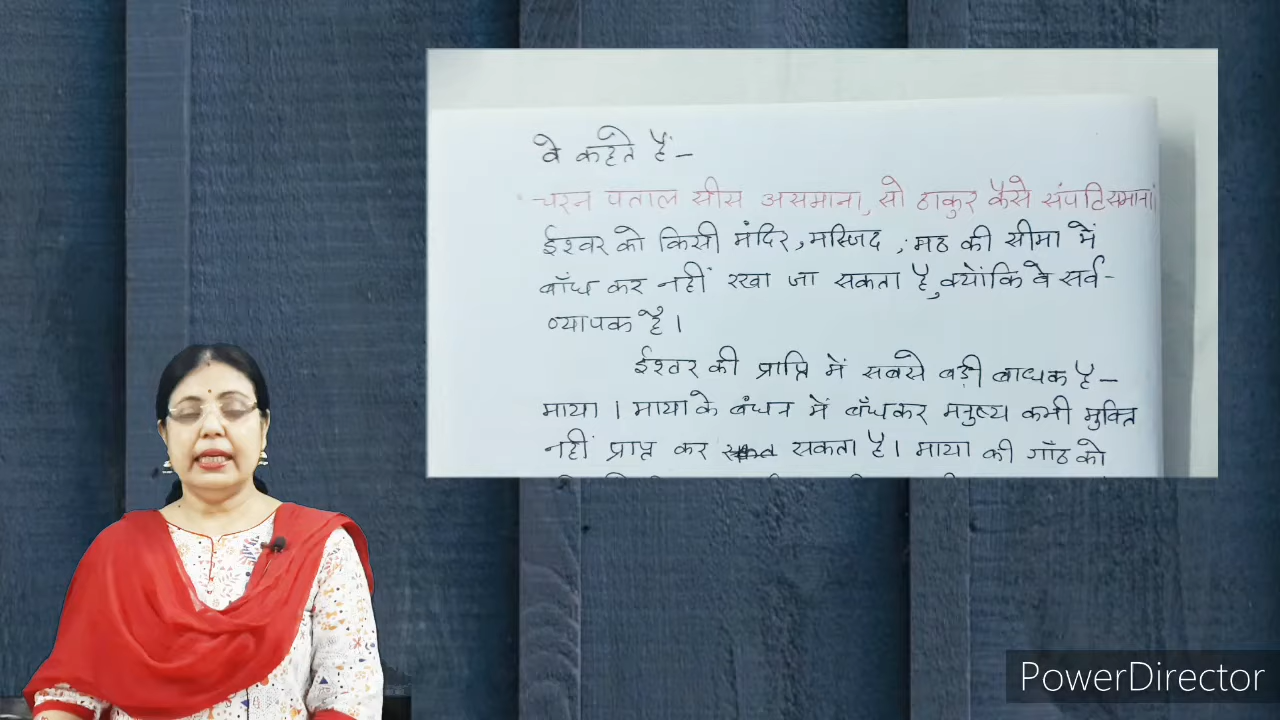 वे कहते हैं –
चरन पताल सीस असमाना, सो ठाकुर कैसे संपटि समाना।
ईश्वर को किसी मंदिर, मस्जिद, मठ की सीमा में
बाँध कर नहीं रखा जा सकता है, क्योंकि वे सर्व-
व्यापक है।
ईश्वर की प्राप्ति में सबसे बड़ी बाधक है –
माया। माया के बंधन में बँधकर मनुष्य कभी मुक्ति
नहीं प्राप्त कर सकता है। माया की गाँठ को
PowerDirector